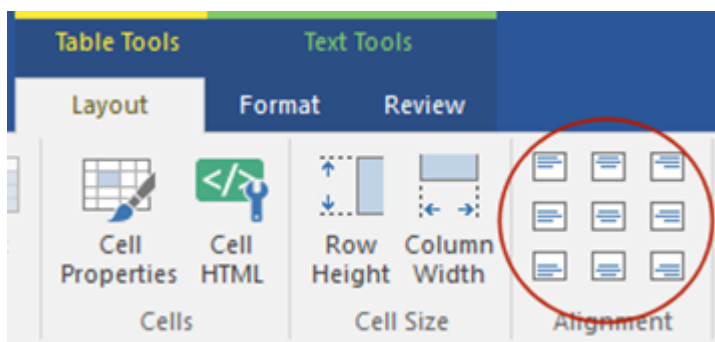 Table Tools Text Tools
Layout Format Review
</>
Cell Cell Row Column
Properties HTML Height Width
Cells Cell Size Alignment